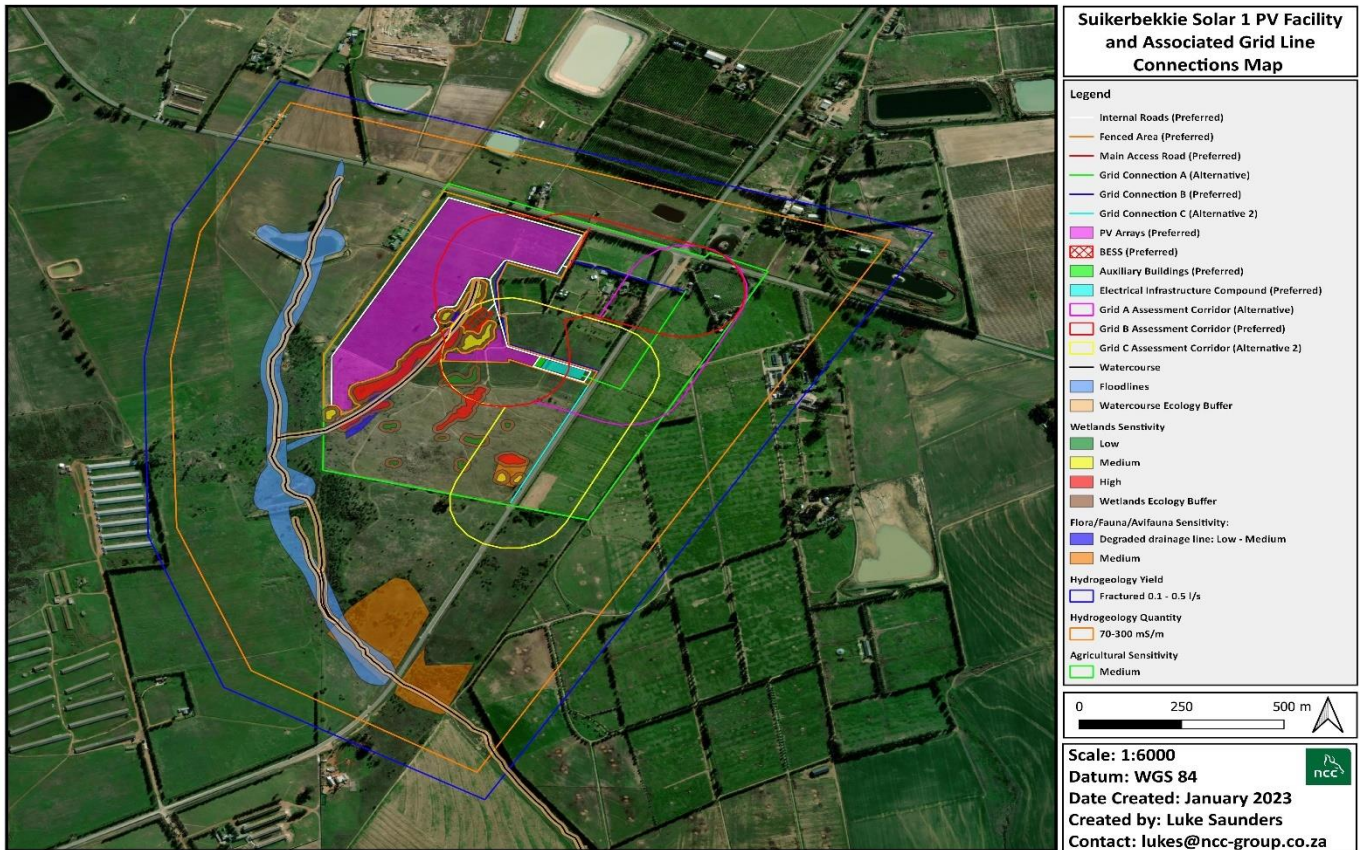 Suikerbekkie Solar 1 PV Facility
and Associated Grid Line
Connections Map
Legend
Internal Roads (Preferred)
Fenced Area (Preferred)
Main Access Road (Preferred)
Grid Connection A (Alternative)
Grid Connection B (Preferred)
Grid Connection C (Alternative 2)
PV Arrays (Preferred)
BESS (Preferred)
Auxiliary Buildings (Preferred)
Electrical Infrastructure Compound (Preferred)
Grid A Assessment Corridor (Alternative)
Grid B Assessment Corridor (Preferred)
Grid C Assessment Corridor (Alternative 2)
Watercourse
Floodlines
Watercourse Ecology Buffer
Wetlands Senstivity
Low
Medium
High
Wetlands Ecology Buffer
Flora/Fauna/Avifauna Sensitivity:
Degraded drainage line: Low - Medium
Medium
Hydrogeology Yield
Fractured 0.1 - 0.5 l/s
Hydrogeology Quantity
70-300 mS/m
Agricultural Sensitivity
Medium
0 250 500 m
Scale: 1:6000
Datum: WGS 84
Date Created: January 2023
Created by: Luke Saunders
Contact: lukes@ncc-group.co.za
ncc